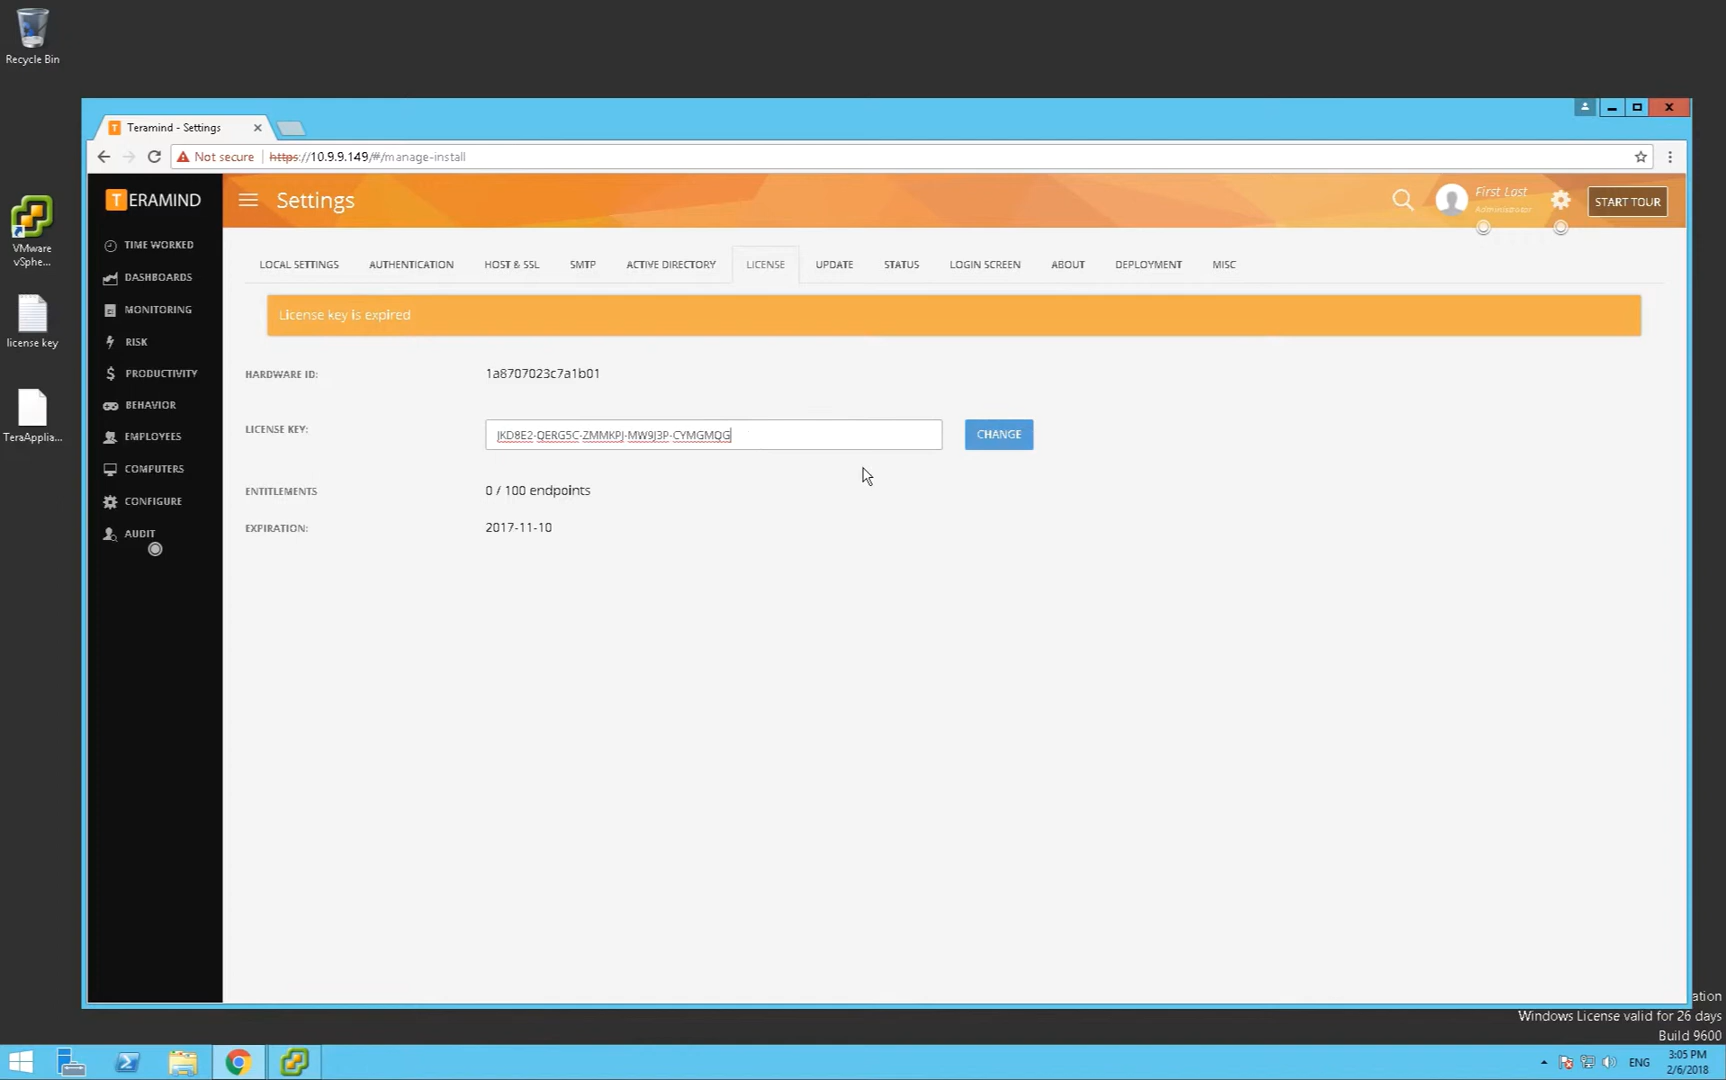 Recycle Bin
VMware
vSphe...
license key
TeraApplia...
Teramind - Settings
Not secure
https://10.9.9.149/#/manage-install
TERAMIND
Settings
First Last
Administrator
START TOUR
TIME WORKED
DASHBOARDS
MONITORING
RISK
PRODUCTIVITY
BEHAVIOR
EMPLOYEES
COMPUTERS
CONFIGURE
AUDIT
LOCAL SETTINGS
AUTHENTICATION
HOST & SSL
SMTP
ACTIVE DIRECTORY
LICENSE
UPDATE
STATUS
LOGIN SCREEN
ABOUT
DEPLOYMENT
MISC
License key is expired
HARDWARE ID:
1a8707023c7a1b01
LICENSE KEY:
JKD8E2-QERG5C-ZMMKPJ-MW9J3P-CYMGMQG
CHANGE
ENTITLEMENTS
0 / 100 endpoints
EXPIRATION:
2017-11-10
ation
Windows License valid for 26 days
Build 9600
ENG
3:05 PM
2/6/2018